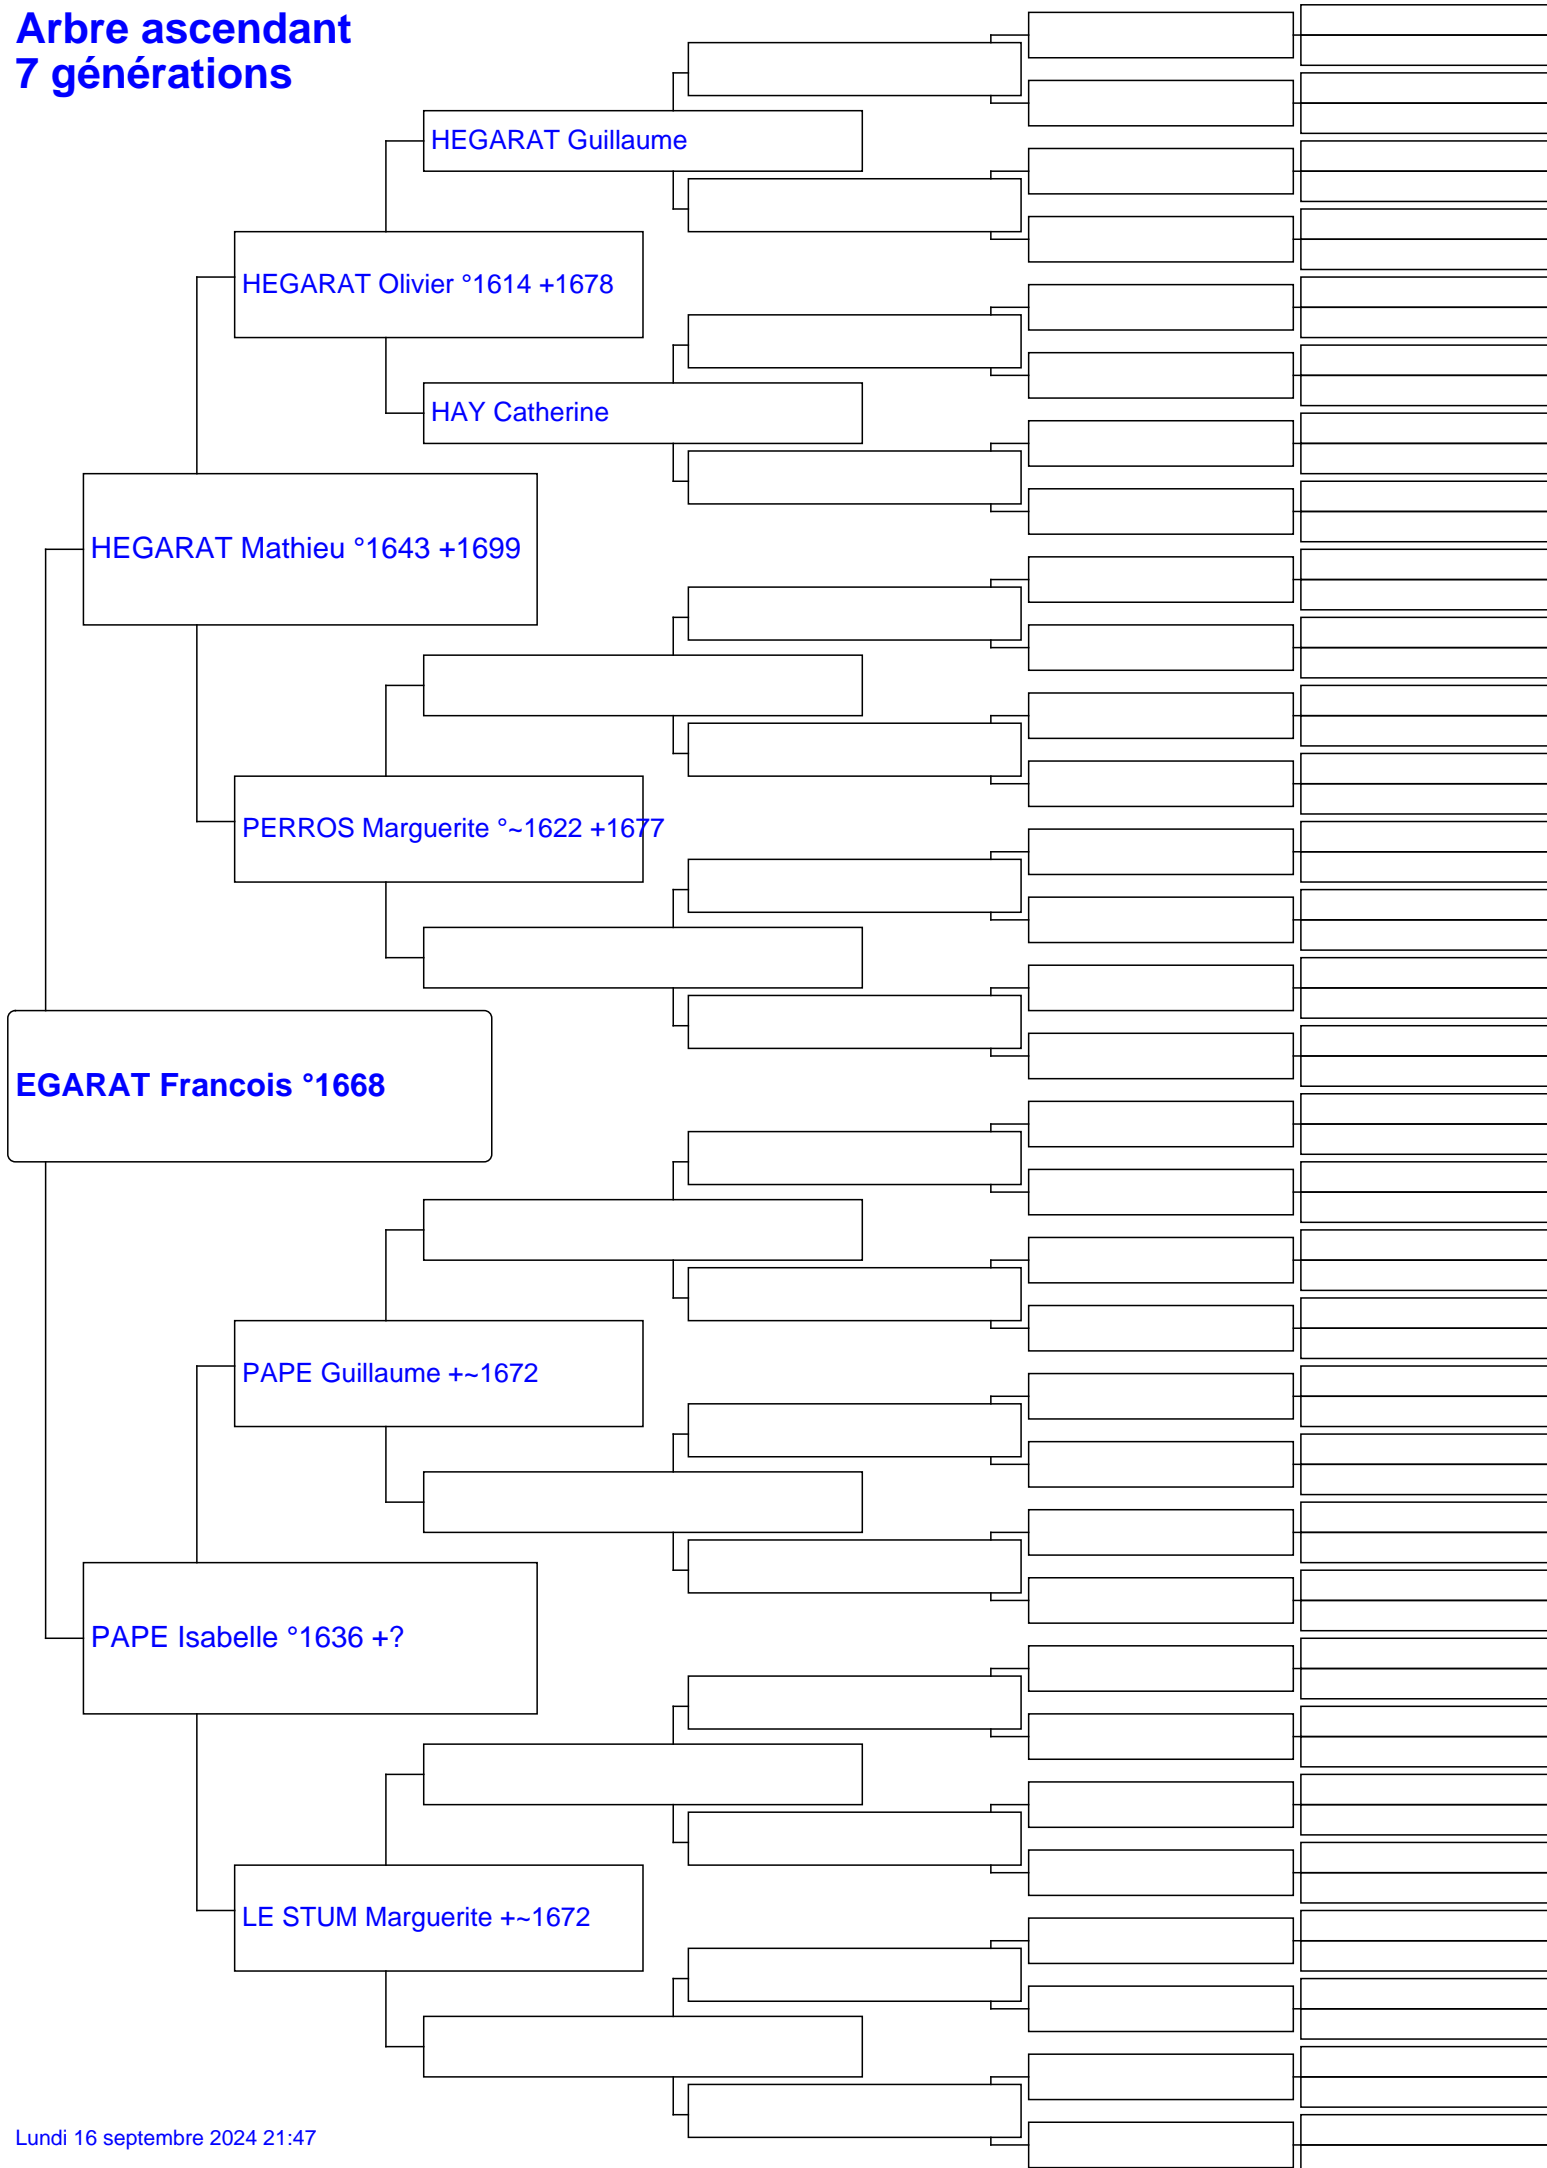 Arbre ascendant
7 générations
HEGARAT Guillaume
HEGARAT Olivier °1614 +1678
HAY Catherine
HEGARAT Mathieu °1643 +1699
PERROS Marguerite °~1622 +1677
EGARAT Francois °1668
PAPE Guillaume +~1672
PAPE Isabelle °1636 +?
LE STUM Marguerite +~1672
Lundi 16 septembre 2024 21:47